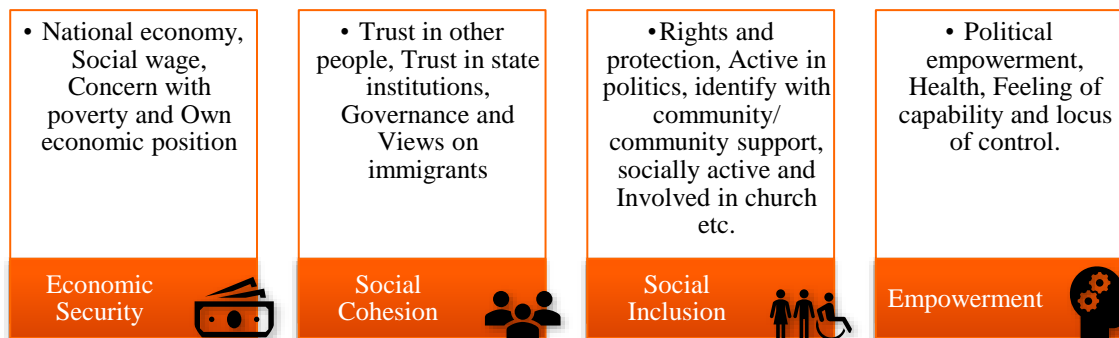 • National economy,
Social wage,
Concern with
poverty and Own
economic position
Economic
Security
• Trust in other
people, Trust in state
institutions,
Governance and
Views on
immigrants
Social
Cohesion
•Rights and
protection, Active in
politics, identify with
community/
community support,
socially active and
Involved in church
etc.
Social
Inclusion
• Political
empowerment,
Health, Feeling of
capability and locus
of control.
Empowerment